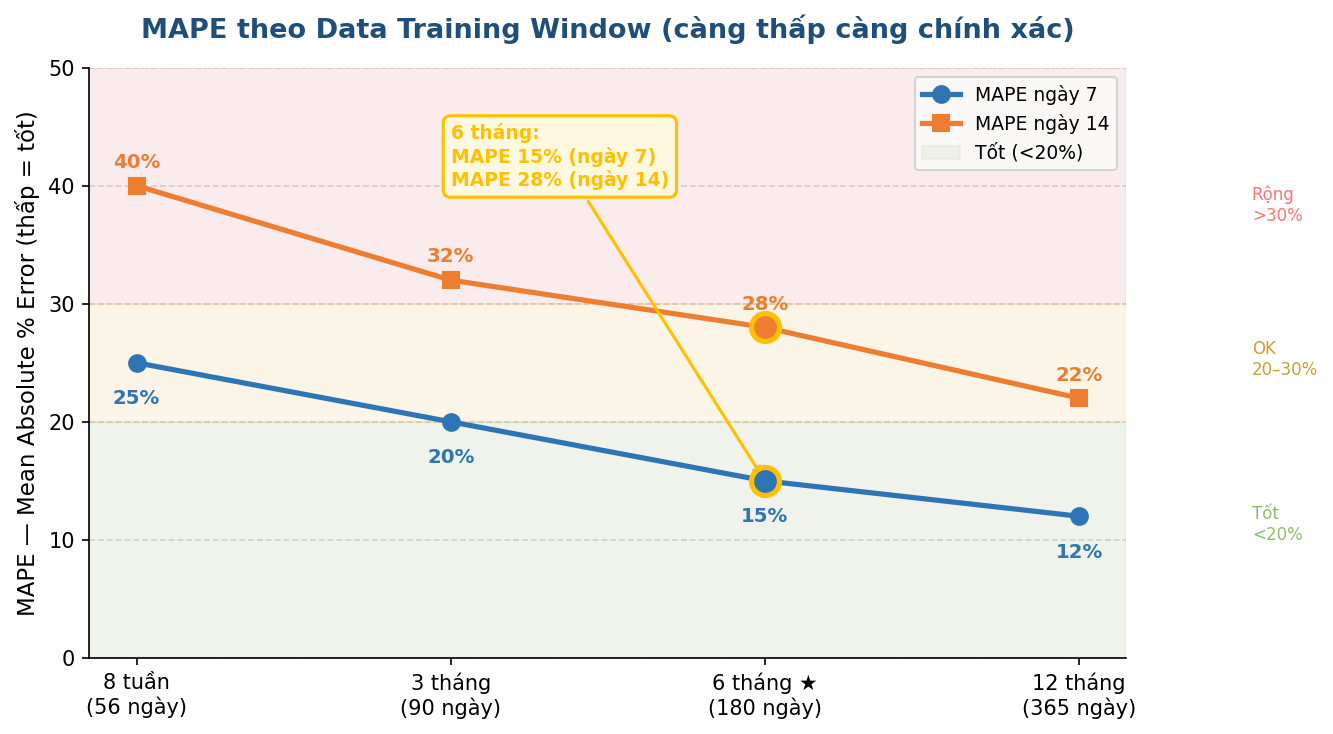 MAPE theo Data Training Window (càng thấp càng chính xác)
MAPE — Mean Absolute % Error (thấp = tốt)
50
40
30
20
10
0
MAPE ngày 7
MAPE ngày 14
Tốt (<20%)
6 tháng:
MAPE 15% (ngày 7)
MAPE 28% (ngày 14)
40%
32%
28%
22%
25%
20%
15%
12%
Rộng
>30%
OK
20–30%
Tốt
<20%
8 tuần
(56 ngày)
3 tháng
(90 ngày)
6 tháng ★
(180 ngày)
12 tháng
(365 ngày)